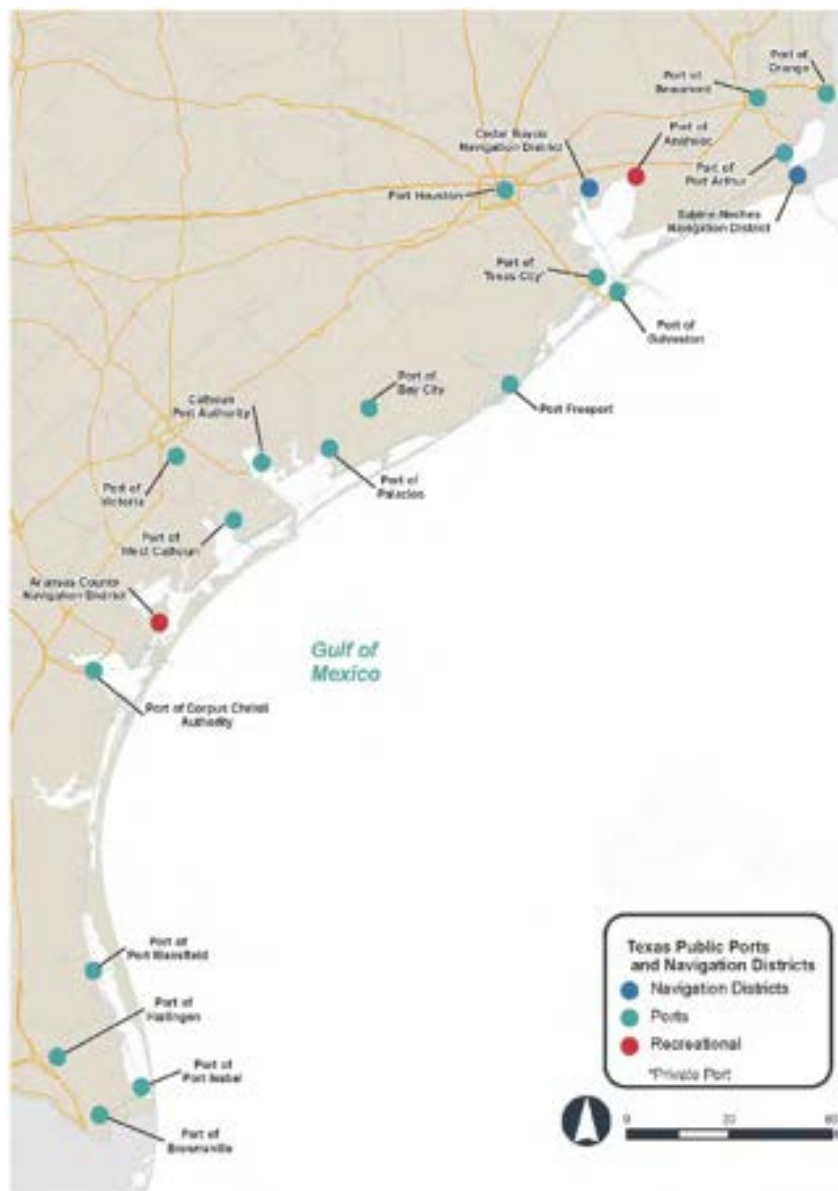 Port of
Orange
Port of
Beaumont
Cedar Bayou
Navigation District
Port of
Anahuac
Port of
Port Arthur
Port Houston
Sabine-Neches
Navigation District
Port of
Texas City*
Port of
Galveston
Port of
Bay City
Calhoun
Port Authority
Port Freeport
Port of
Victoria
Port of
Palacios
Port of
West Calhoun
Aransas County
Navigation District
Gulf of
Mexico
Port of Corpus Christi
Authority
Port of
Port Mansfield
Port of
Harlingen
Port of
Port Isabel
Port of
Brownsville
Texas Public Ports
and Navigation Districts
Navigation Districts
Ports
Recreational
*Private Port
0 30 60